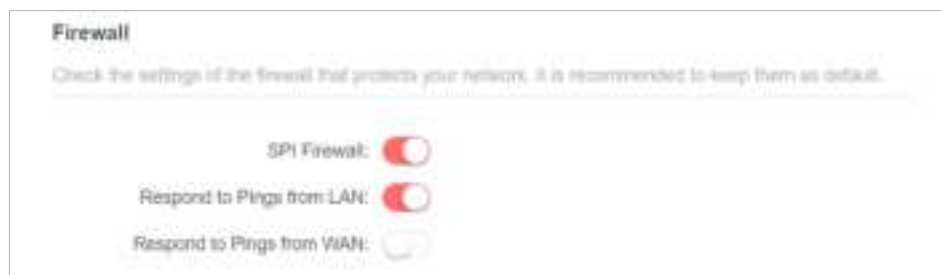 Firewall
Check the settings of the firewall that protects your network. It is recommended to keep them as default.
SPI Firewall:
Respond to Pings from LAN:
Respond to Pings from WAN: